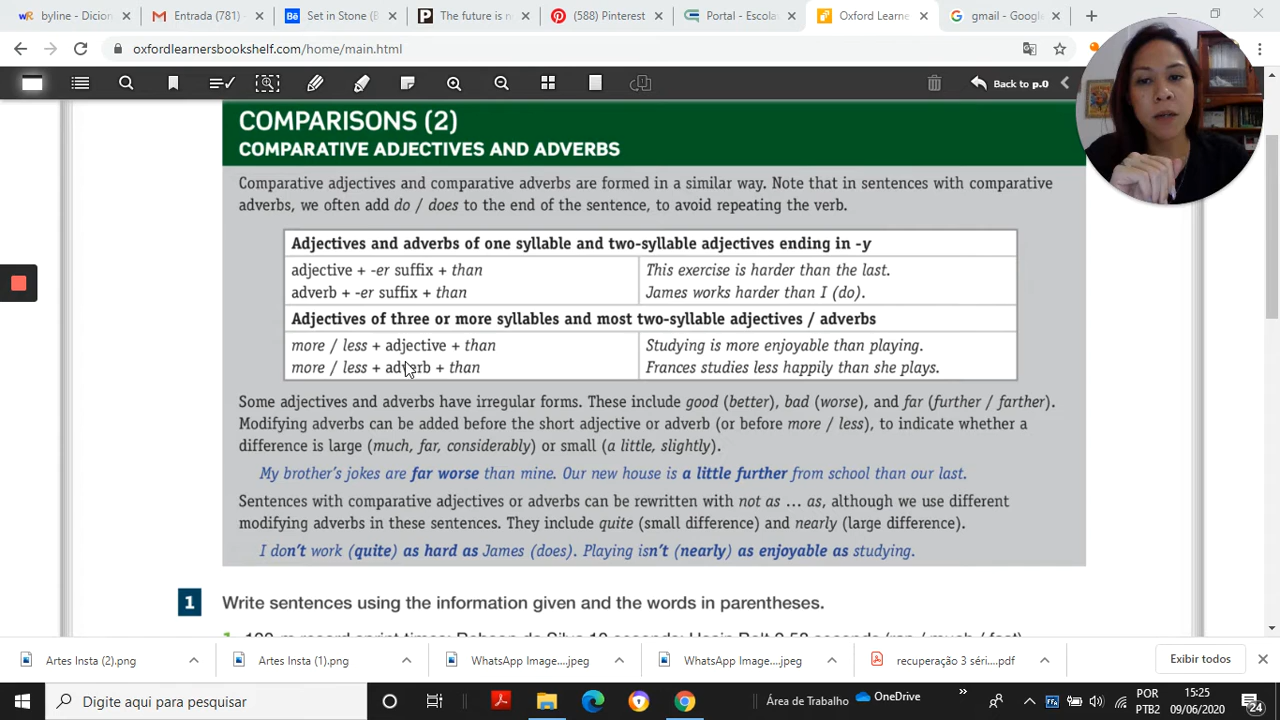 byline - Dicion
Entrada (781) -
Set in Stone (B
The future is n
(588) Pinterest
Portal - Escola
Oxford Learne
gmail - Google
oxfordlearnersbookshelf.com/home/main.html
Back to p.0
COMPARISONS (2)
COMPARATIVE ADJECTIVES AND ADVERBS
Comparative adjectives and comparative adverbs are formed in a similar way. Note that in sentences with comparative
adverbs, we often add do / does to the end of the sentence, to avoid repeating the verb.
Adjectives and adverbs of one syllable and two-syllable adjectives ending in -y
adjective + -er suffix + than
This exercise is harder than the last.
adverb + -er suffix + than
James works harder than I (do).
Adjectives of three or more syllables and most two-syllable adjectives / adverbs
more / less + adjective + than
Studying is more enjoyable than playing.
more / less + adverb + than
Frances studies less happily than she plays.
Some adjectives and adverbs have irregular forms. These include good (better), bad (worse), and far (further / farther).
Modifying adverbs can be added before the short adjective or adverb (or before more / less), to indicate whether a
difference is large (much, far, considerably) or small (a little, slightly).
My brother's jokes are far worse than mine. Our new house is a little further from school than our last.
Sentences with comparative adjectives or adverbs can be rewritten with not as ... as, although we use different
modifying adverbs in these sentences. They include quite (small difference) and nearly (large difference).
I don't work (quite) as hard as James (does). Playing isn't (nearly) as enjoyable as studying.
1 Write sentences using the information given and the words in parentheses.
Artes Insta (2).png
Artes Insta (1).png
WhatsApp Image....jpeg
WhatsApp Image....jpeg
recuperação 3 séri....pdf
Exibir todos
Digite aqui para pesquisar
Área de Trabalho
OneDrive
POR
PTB2
15:25
09/06/2020
24